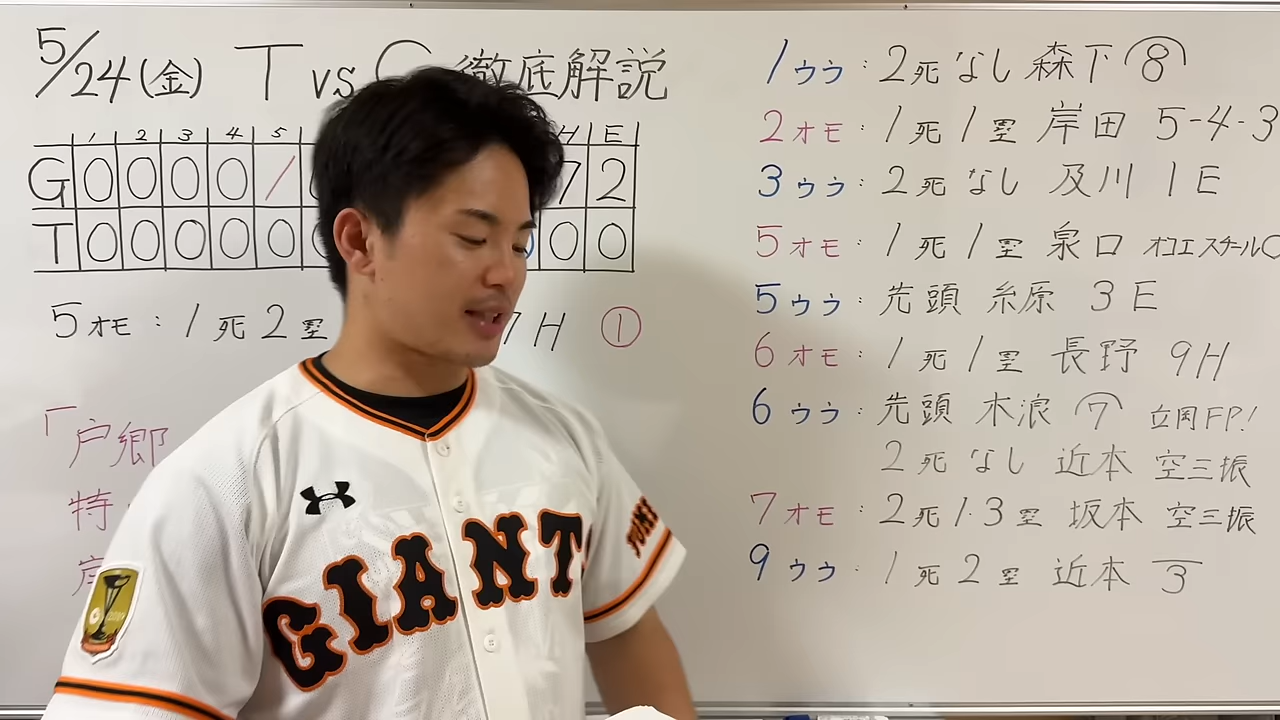 5/24(金) T vs G 徹底解説
1 2 3 4 5 H E
G 0 0 0 0 1 7 2
T 0 0 0 0 0 0 0
5オモ : 1死2塁 7H ①
「戸郷
特
1ウラ : 2死なし 森下 8
2オモ : 1死1塁 岸田 5-4-3
3ウラ : 2死なし 及川 1E
5オモ : 1死1塁 泉口 オコエスチール
5ウラ : 先頭 糸原 3E
6オモ : 1死1塁 長野 9H
6ウラ : 先頭 木浪 7 立岡FP!
2死なし 近本 空三振
7オモ : 2死1・3塁 坂本 空三振
9ウラ : 1死2塁 近本 3
GIANTS